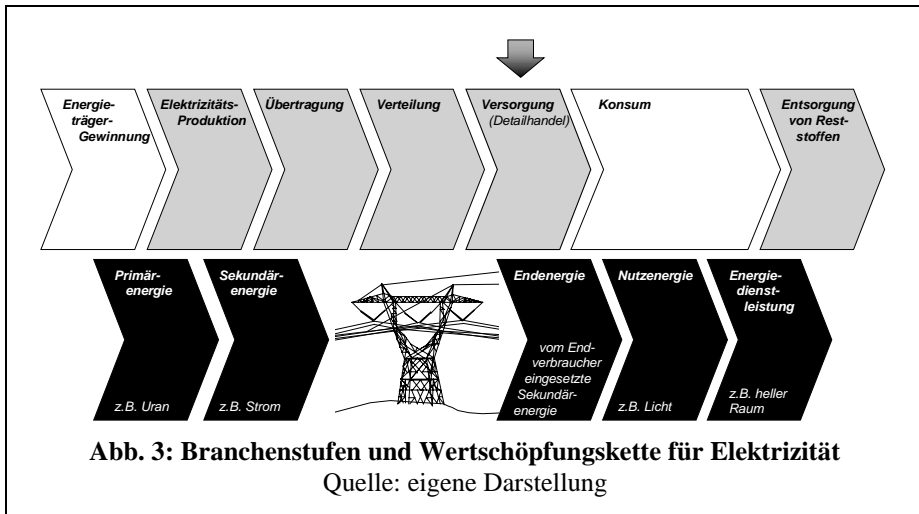 Energie-
träger-
Gewinnung
Elektrizitäts-
Produktion
Übertragung
Verteilung
Versorgung
(Detailhandel)
Konsum
Entsorgung
von Rest-
stoffen
Primär-
energie
z.B. Uran
Sekundär-
energie
z.B. Strom
Endenergie
vom End-
verbraucher
eingesetzte
Sekundär-
energie
Nutzenergie
z.B. Licht
Energie-
dienst-
leistung
z.B. heller
Raum
Abb. 3: Branchenstufen und Wertschöpfungskette für Elektrizität
Quelle: eigene Darstellung